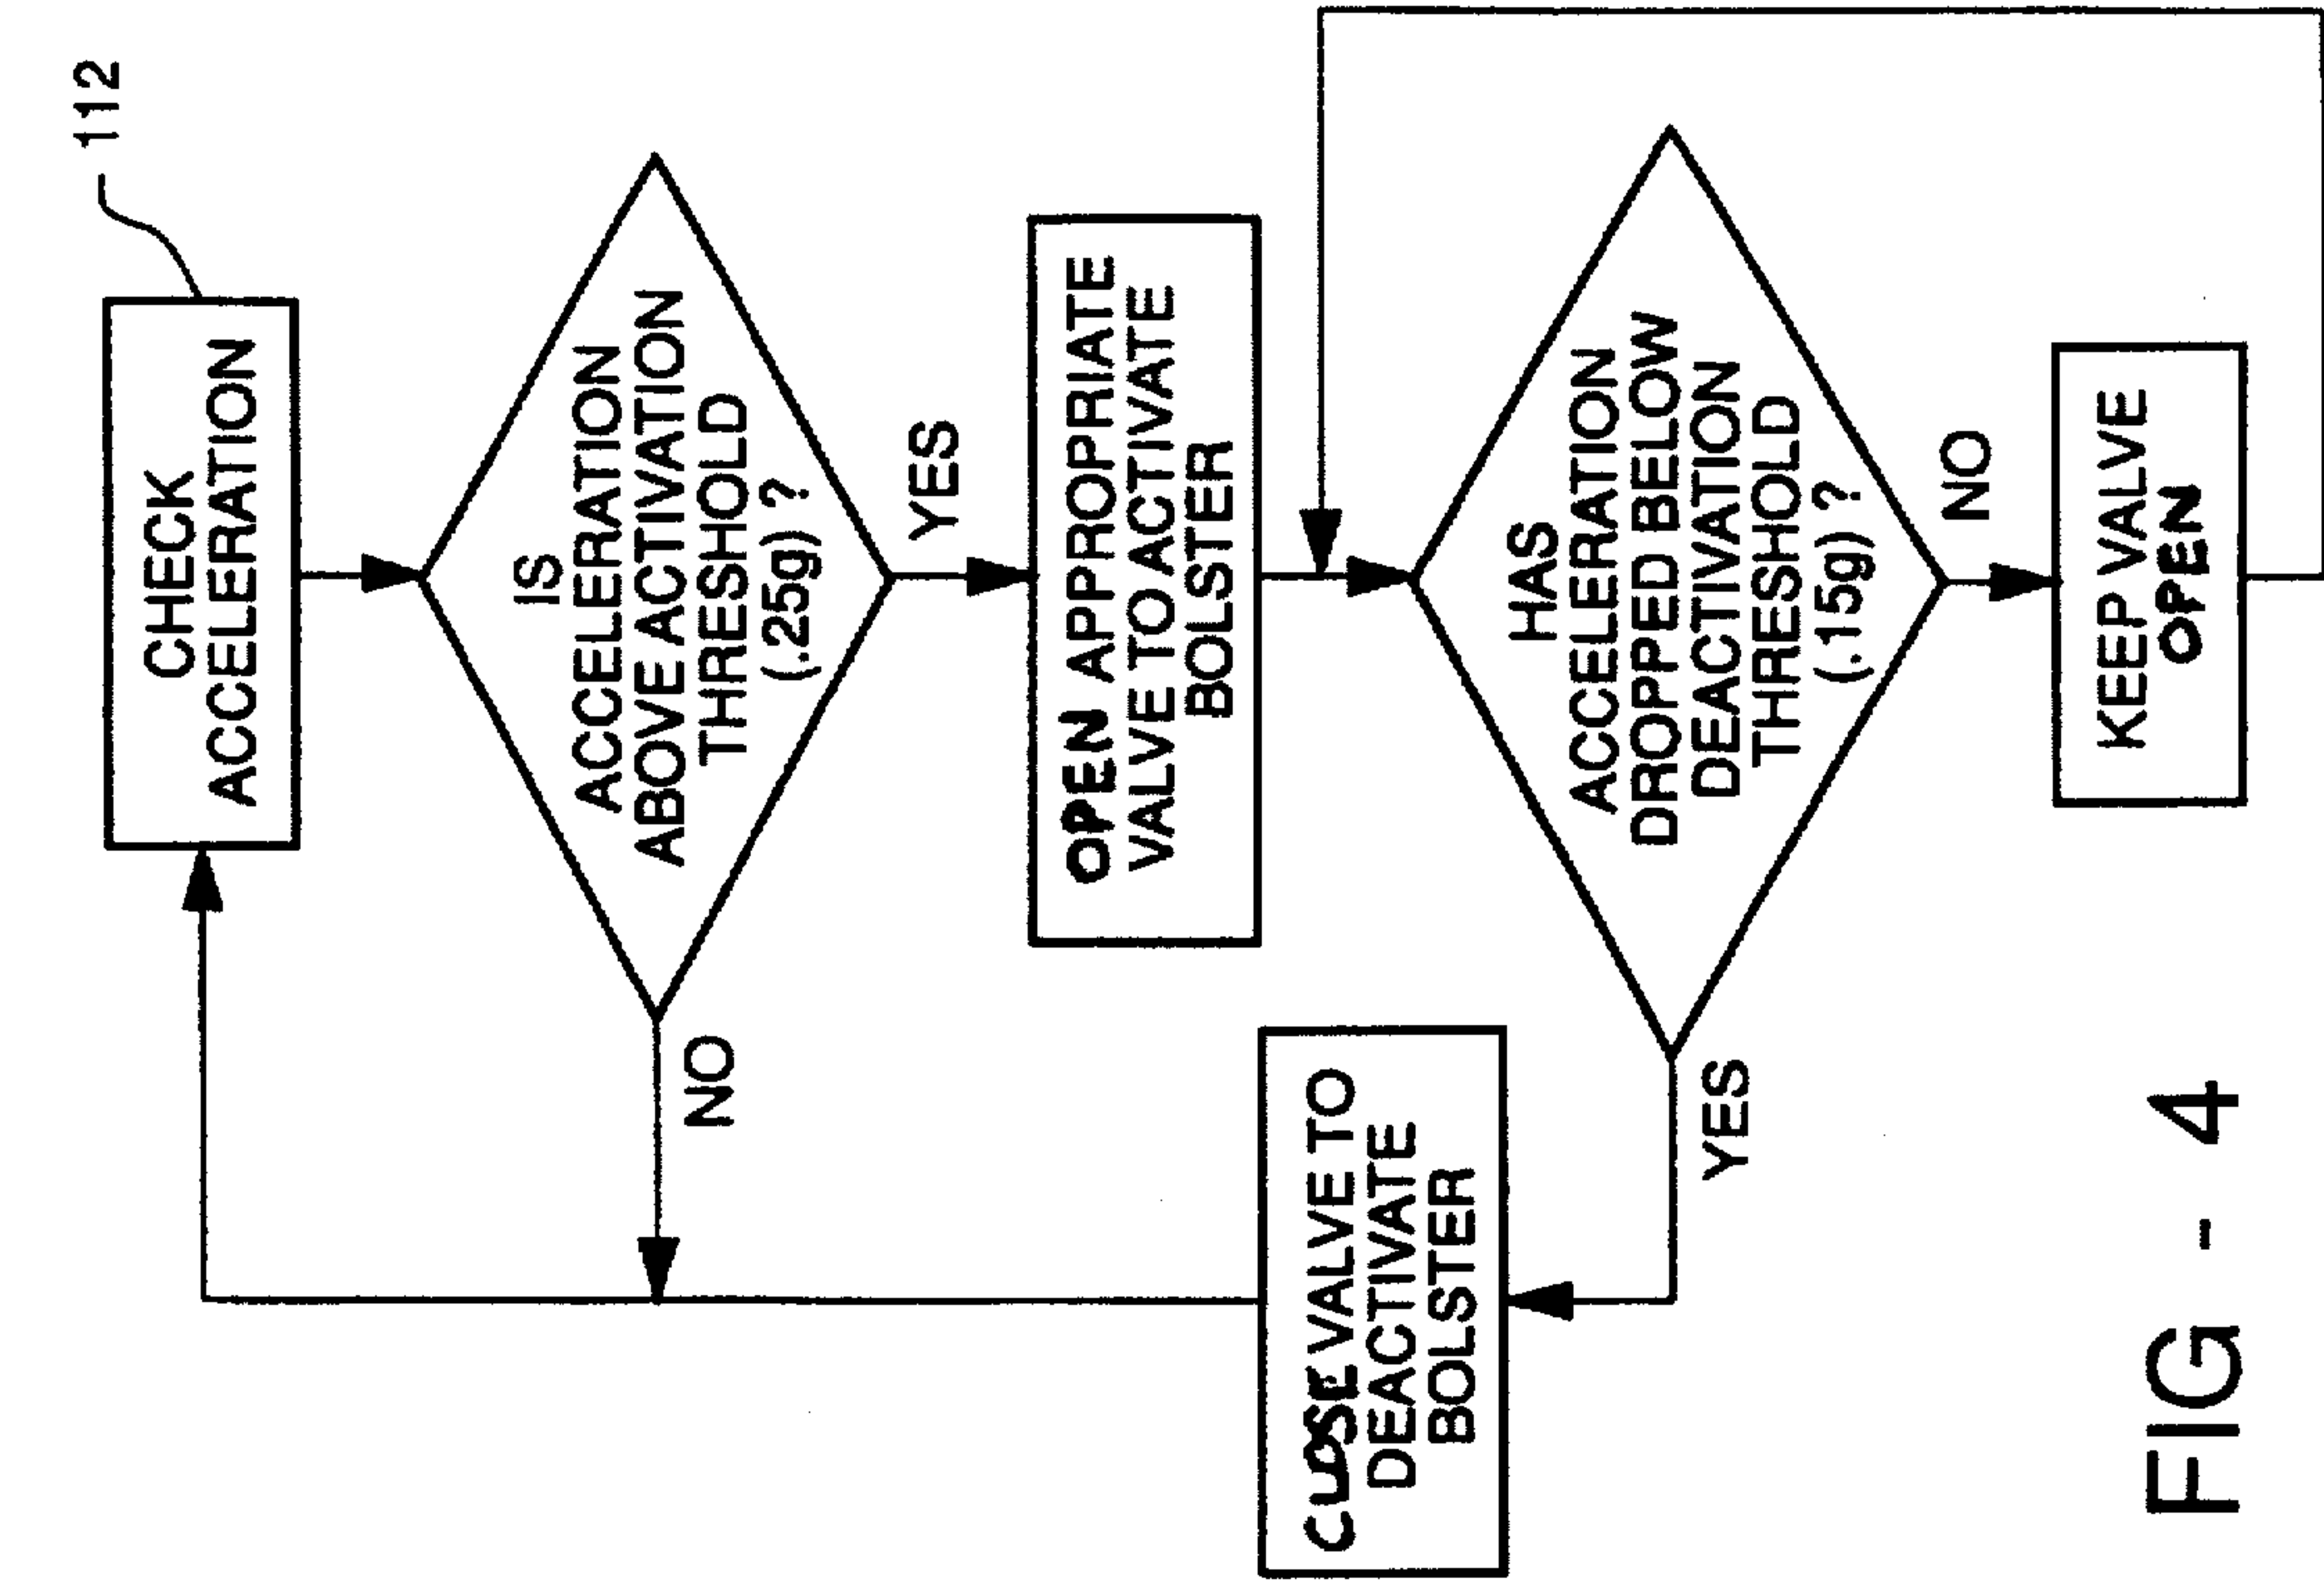 112
CHECK
ACCELERATION
IS
ACCELERATION
ABOVE ACTIVATION
THRESHOLD
(.25g) ?
NO
YES
OPEN APPROPRIATE
VALVE TO ACTIVATE
BOLSTER
HAS
ACCELERATION
DROPPED BELOW
DEACTIVATION
THRESHOLD
(.15g) ?
YES
NO
CLOSE VALVE TO
DEACTIVATE
BOLSTER
KEEP VALVE
OPEN
FIG - 4